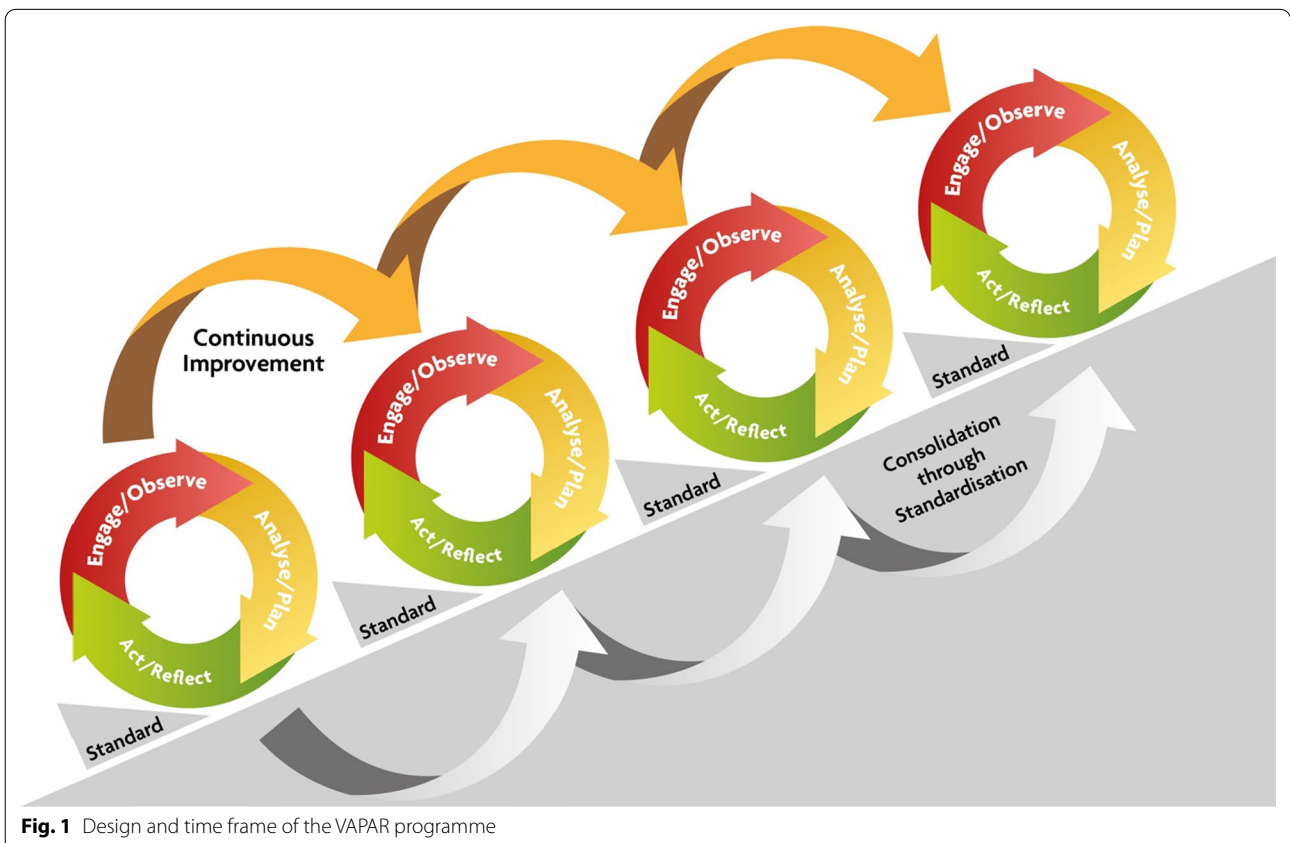 Continuous
Improvement
Engage/Observe
Analyse/Plan
Act/Reflect
Standard
Engage/Observe
Analyse/Plan
Act/Reflect
Standard
Engage/Observe
Analyse/Plan
Act/Reflect
Standard
Engage/Observe
Analyse/Plan
Act/Reflect
Standard
Consolidation
through
Standardisation
Fig. 1 Design and time frame of the VAPAR programme